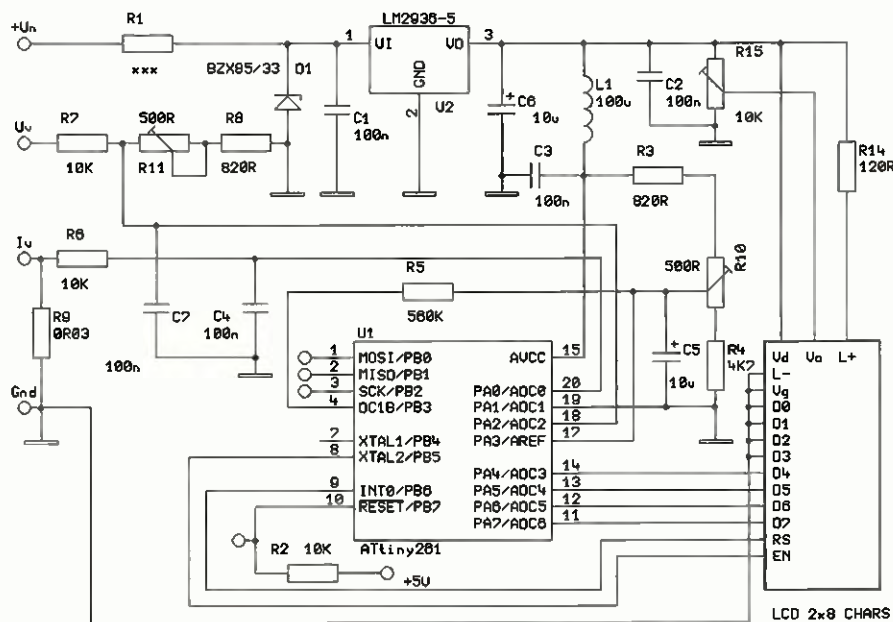 LM2936-5
+Un
R1
xxx
BZX85/33
D1
1
VI
VO
3
GND
2
U2
C1
100n
C6
10u
L1
100u
C2
100n
R15
10K
Uv
R7
10K
500R
R11
R8
820R
C3
100n
R3
820R
R14
120R
Iv
R6
10K
R9
0R03
C7
100n
C4
100n
R5
560K
500R
R10
C5
10u
R4
4K7
Gnd
U1
1
MOSI/PB0
2
MISO/PB1
3
SCK/PB2
4
OC1B/PB3
7
XTAL1/PB4
8
XTAL2/PB5
9
INT0/PB6
10
RESET/PB7
AVCC
15
PA0/ADC0
20
PA1/ADC1
19
PA2/ADC2
18
PA3/AREF
17
PA4/ADC3
14
PA5/ADC4
13
PA6/ADC5
12
PA7/ADC6
11
ATtiny261
R2
10K
+5V
Vd
Vo
L+
L-
Vg
D0
D1
D2
D3
D4
D5
D6
D7
RS
EN
LCD 2x8 CHARS